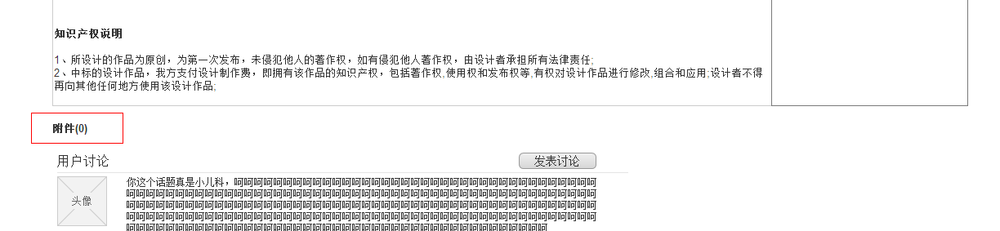 知识产权说明
1、所设计的作品为原创，为第一次发布，未侵犯他人的著作权，如有侵犯他人著作权，由设计者承担所有法律责任;
2、中标的设计作品，我方支付设计制作费，即拥有该作品的知识产权，包括著作权,使用权和发布权等,有权对设计作品进行修改,组合和应用;设计者不得
再向其他任何地方使用该设计作品;
附件(0)
用户讨论
发表讨论
头像
你这个话题真是小儿科，呵呵呵呵呵呵呵呵呵呵呵呵呵呵呵呵呵呵呵呵呵呵呵呵呵呵呵呵呵呵呵呵呵呵呵呵呵
呵呵呵呵呵呵呵呵呵呵呵呵呵呵呵呵呵呵呵呵呵呵呵呵呵呵呵呵呵呵呵呵呵呵呵呵呵呵呵呵呵呵呵呵呵呵呵呵
呵呵呵呵呵呵呵呵呵呵呵呵呵呵呵呵呵呵呵呵呵呵呵呵呵呵呵呵呵呵呵呵呵呵呵呵呵呵呵呵呵呵呵呵呵呵呵呵
呵呵呵呵呵呵呵呵呵呵呵呵呵呵呵呵呵呵呵呵呵呵呵呵呵呵呵呵呵呵呵呵呵呵呵呵呵呵呵呵呵呵呵呵呵呵呵呵
呵呵呵呵呵呵呵呵呵呵呵呵呵呵呵呵呵呵呵呵呵呵呵呵呵呵呵呵呵呵呵呵呵呵呵呵呵呵呵呵呵呵呵